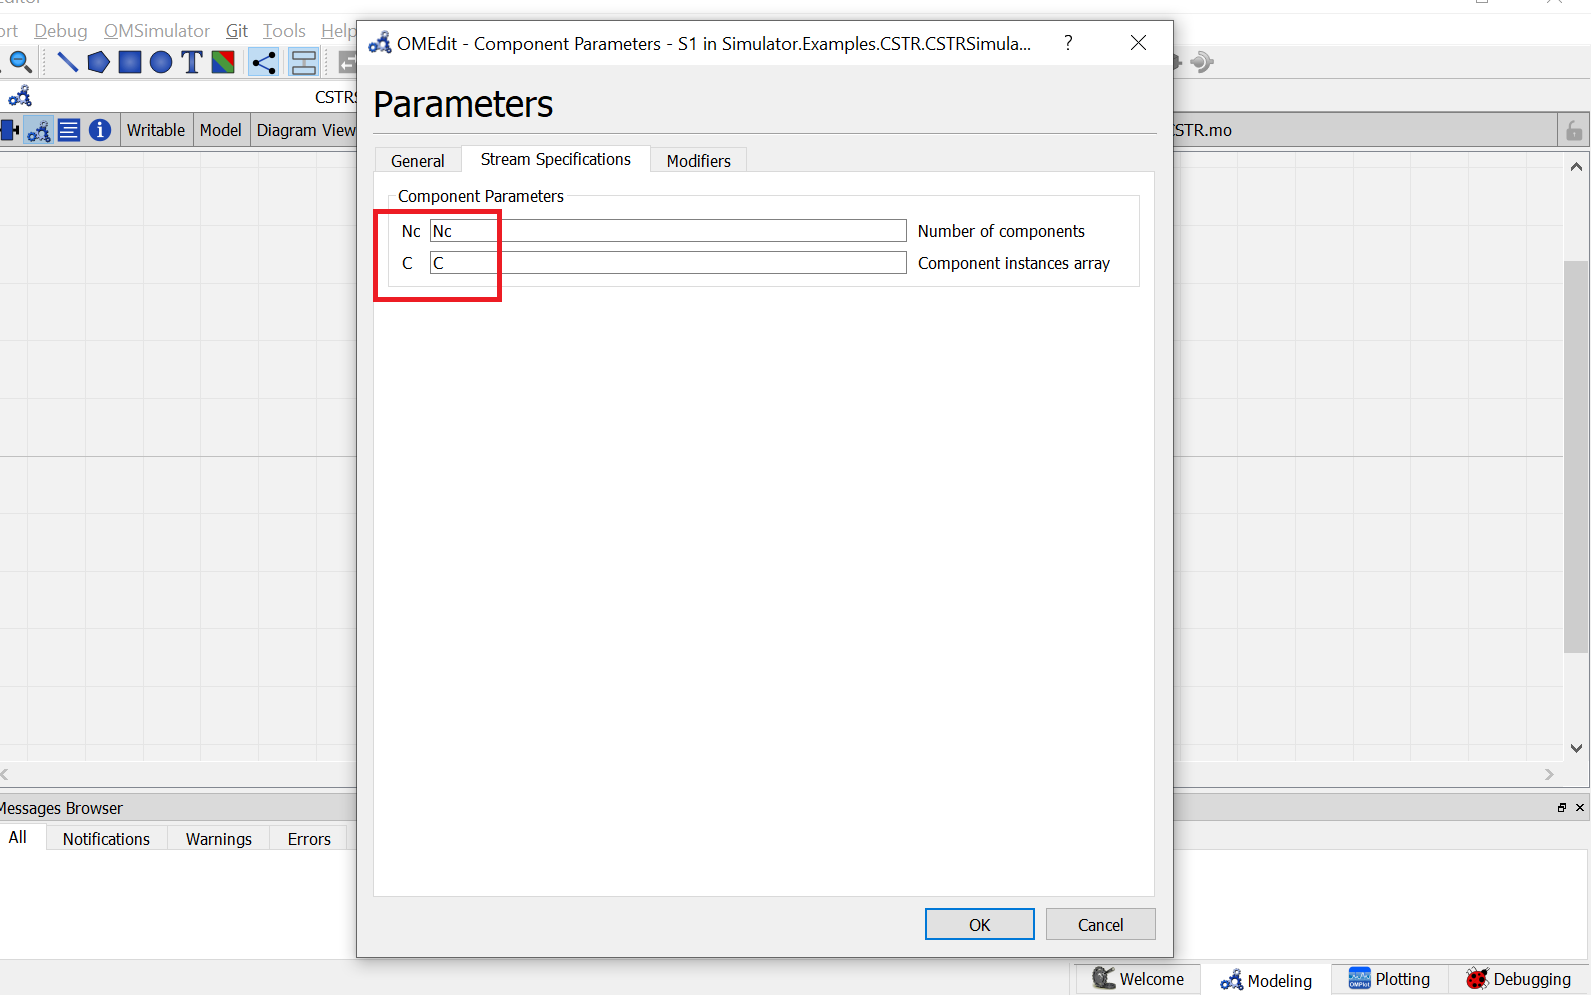 Debug OMSimulator Git Tools Help
OMEdit - Component Parameters - S1 in Simulator.Examples.CSTR.CSTRSimula... ?
Parameters
Writable Model Diagram View
CSTR.mo
General Stream Specifications Modifiers
Component Parameters
Nc Nc Number of components
C C Component instances array
Messages Browser
All Notifications Warnings Errors
OK Cancel
Welcome Modeling Plotting Debugging